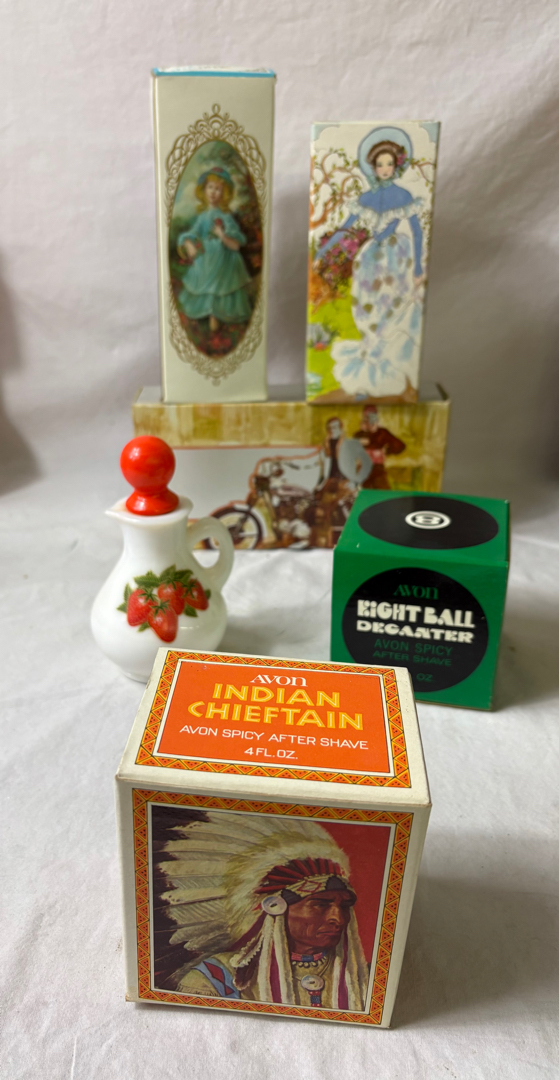 8
AVON
EIGHT BALL
DECANTER
AVON SPICY
AFTER SHAVE
OZ
AVON
INDIAN
CHIEFTAIN
AVON SPICY AFTER SHAVE
4 FL. OZ.